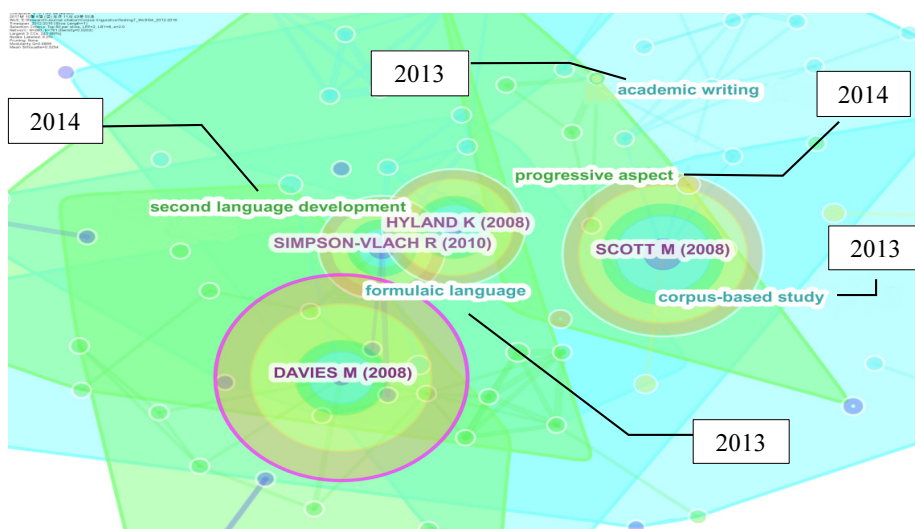 2013
academic writing
2014
2014
progressive aspect
second language development
HYLAND K (2008)
SIMPSON-VLACH R (2010)
SCOTT M (2008)
2013
formulaic language
corpus-based study
DAVIES M (2008)
2013